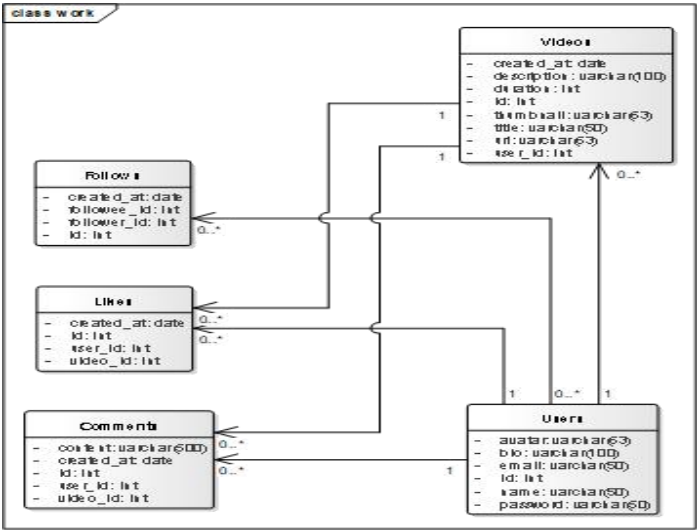 class work
Videos
- created_at: date
- description: varchar(100)
- duration: int
- id: int
- thumbnail: varchar(63)
- title: varchar(50)
- url: varchar(63)
- user_id: int
1
1
0..*
Follows
- created_at: date
- followee_id: int
- follower_id: int
- id: int
0..*
Likes
- created_at: date
- id: int
- user_id: int
- video_id: int
0..*
0..*
1
0..*
1
Comments
- content: varchar(500)
- created_at: date
- id: int
- user_id: int
- video_id: int
0..*
0..*
1
Users
- avatar: varchar(63)
- bio: varchar(100)
- email: varchar(50)
- id: int
- name: varchar(50)
- password: varchar(50)